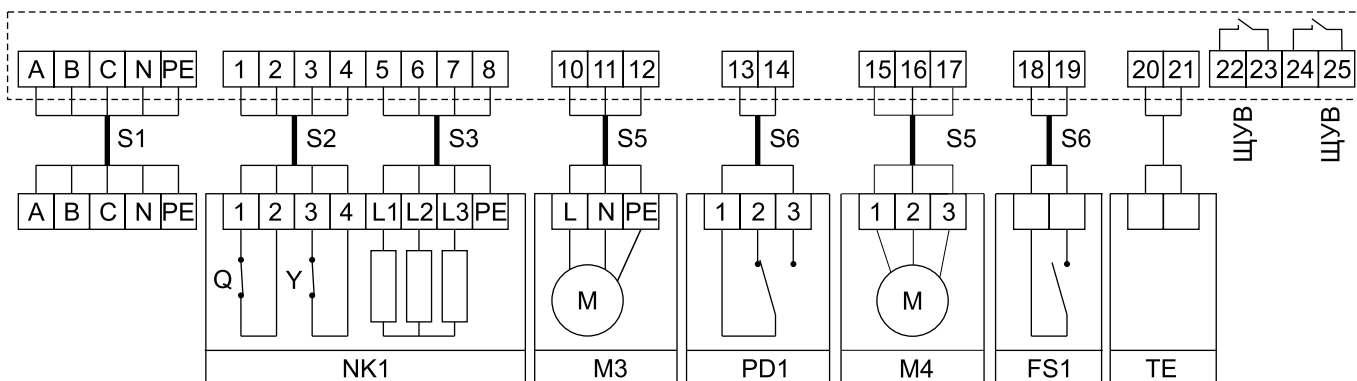 A B C N PE 1 2 3 4 5 6 7 8 10 11 12 13 14 15 16 17 18 19 20 21 22 23 24 25
S1 S2 S3 S5 S6 S5 S6 ЩУВ ЩУВ
A B C N PE 1 2 3 4 L1 L2 L3 PE L N PE 1 2 3 1 2 3
Q Y M M
NK1 M3 PD1 M4 FS1 TE